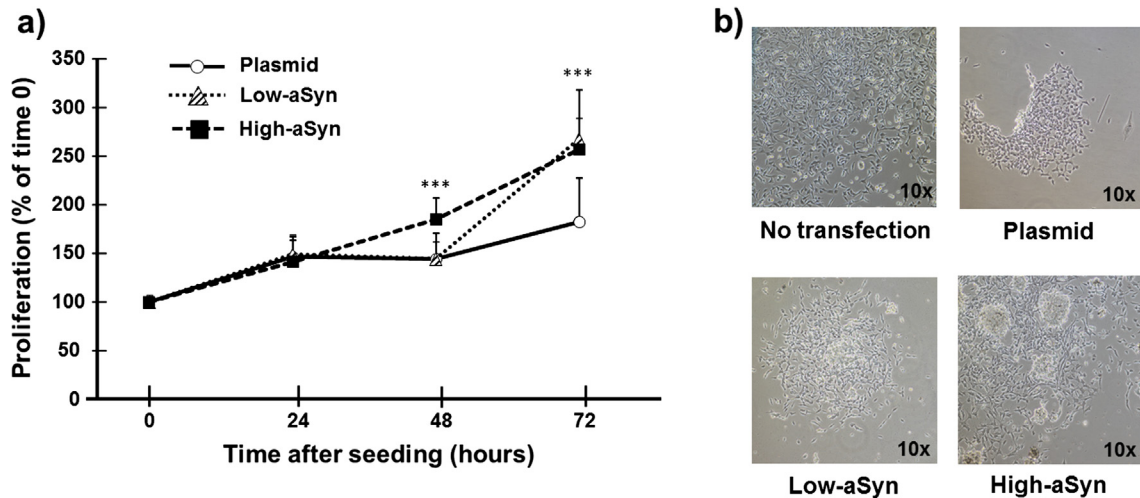 a)
Proliferation (% of time 0)
350
300
250
200
150
100
50
0
Plasmid
Low-aSyn
High-aSyn
***
***
0 24 48 72
Time after seeding (hours)
b)
10x
No transfection
10x
Plasmid
10x
Low-aSyn
10x
High-aSyn